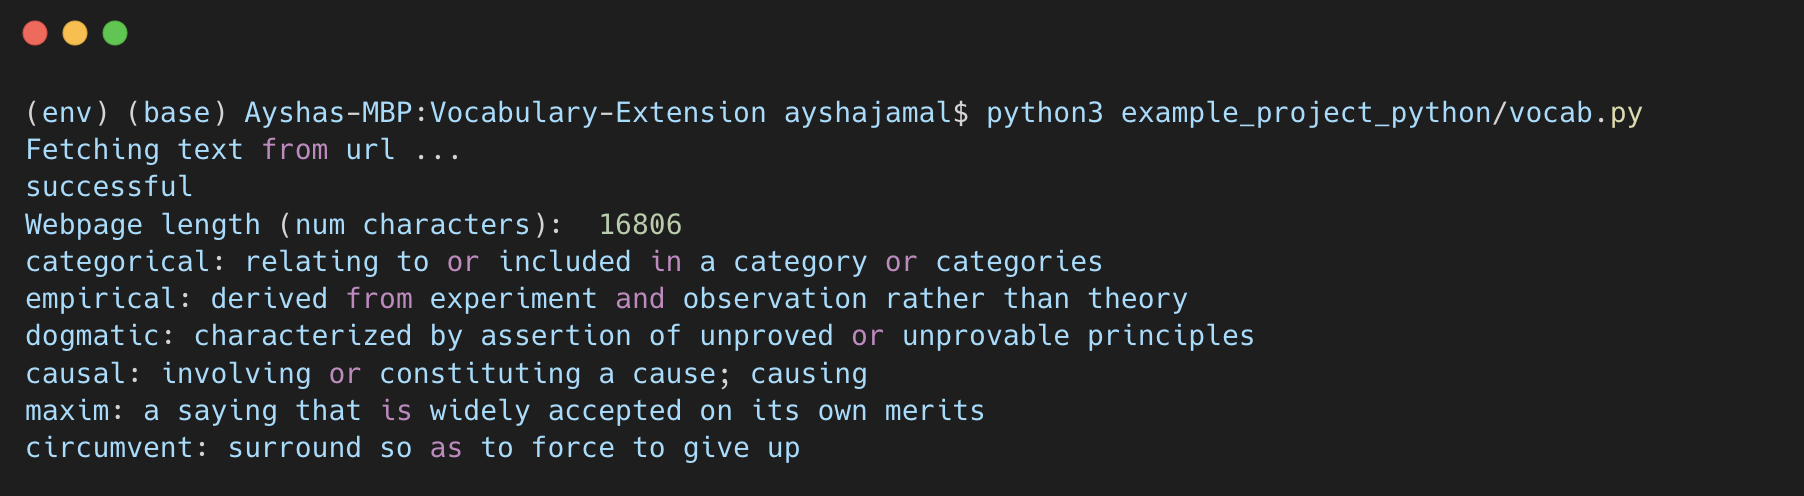 (env) (base) Ayshas-MBP:Vocabulary-Extension ayshajamal$ python3 example_project_python/vocab.py
Fetching text from url ...
successful
Webpage length (num characters):  16806
categorical: relating to or included in a category or categories
empirical: derived from experiment and observation rather than theory
dogmatic: characterized by assertion of unproved or unprovable principles
causal: involving or constituting a cause; causing
maxim: a saying that is widely accepted on its own merits
circumvent: surround so as to force to give up